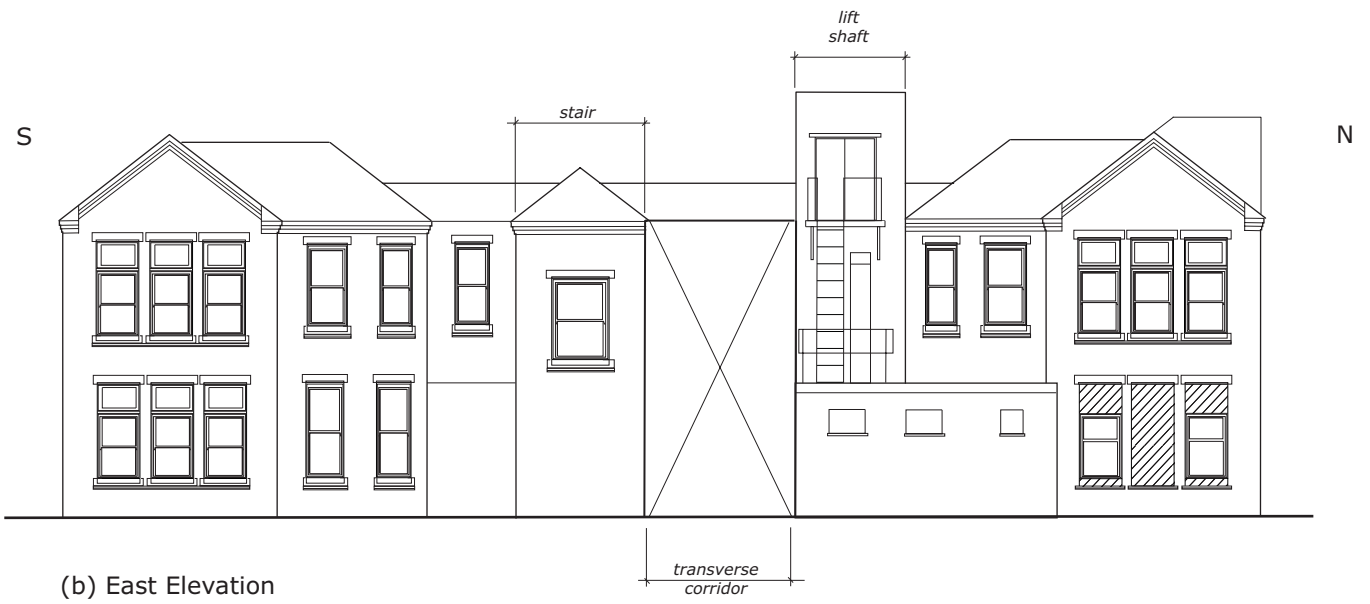 lift
shaft
stair
S
N
transverse
corridor
(b) East Elevation